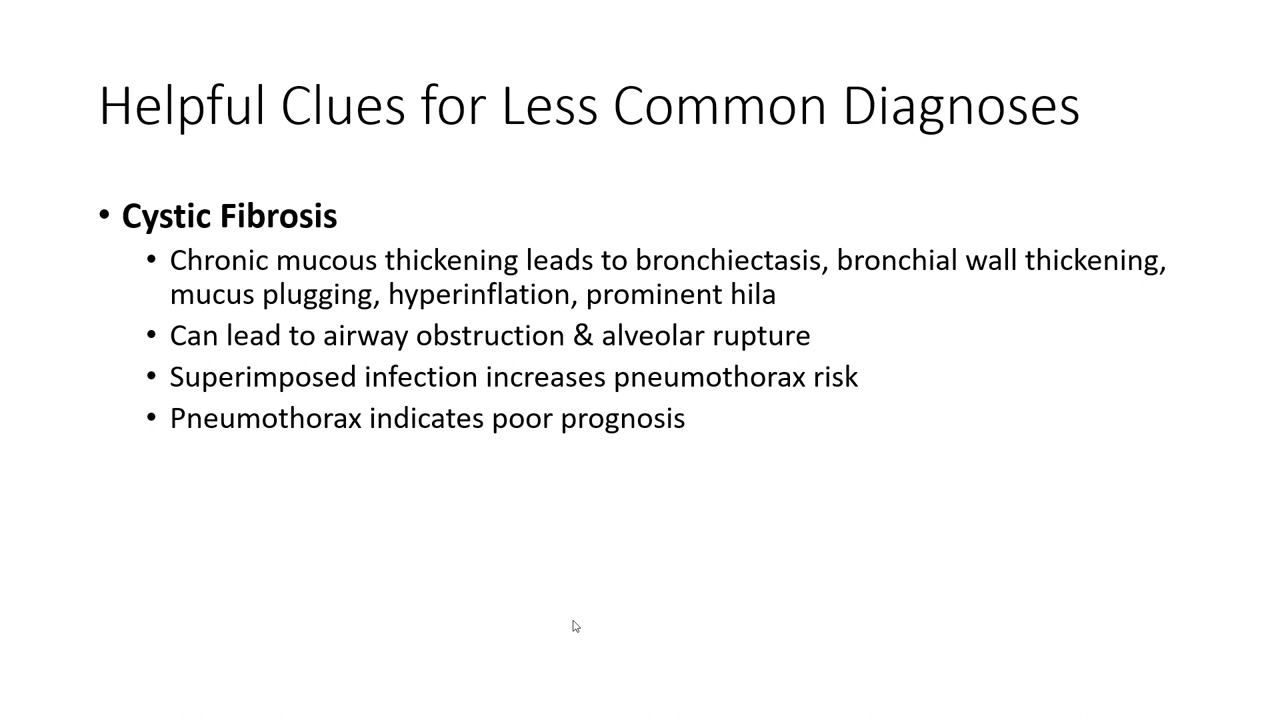 Helpful Clues for Less Common Diagnoses
• Cystic Fibrosis
• Chronic mucous thickening leads to bronchiectasis, bronchial wall thickening,
mucus plugging, hyperinflation, prominent hila
• Can lead to airway obstruction & alveolar rupture
• Superimposed infection increases pneumothorax risk
• Pneumothorax indicates poor prognosis